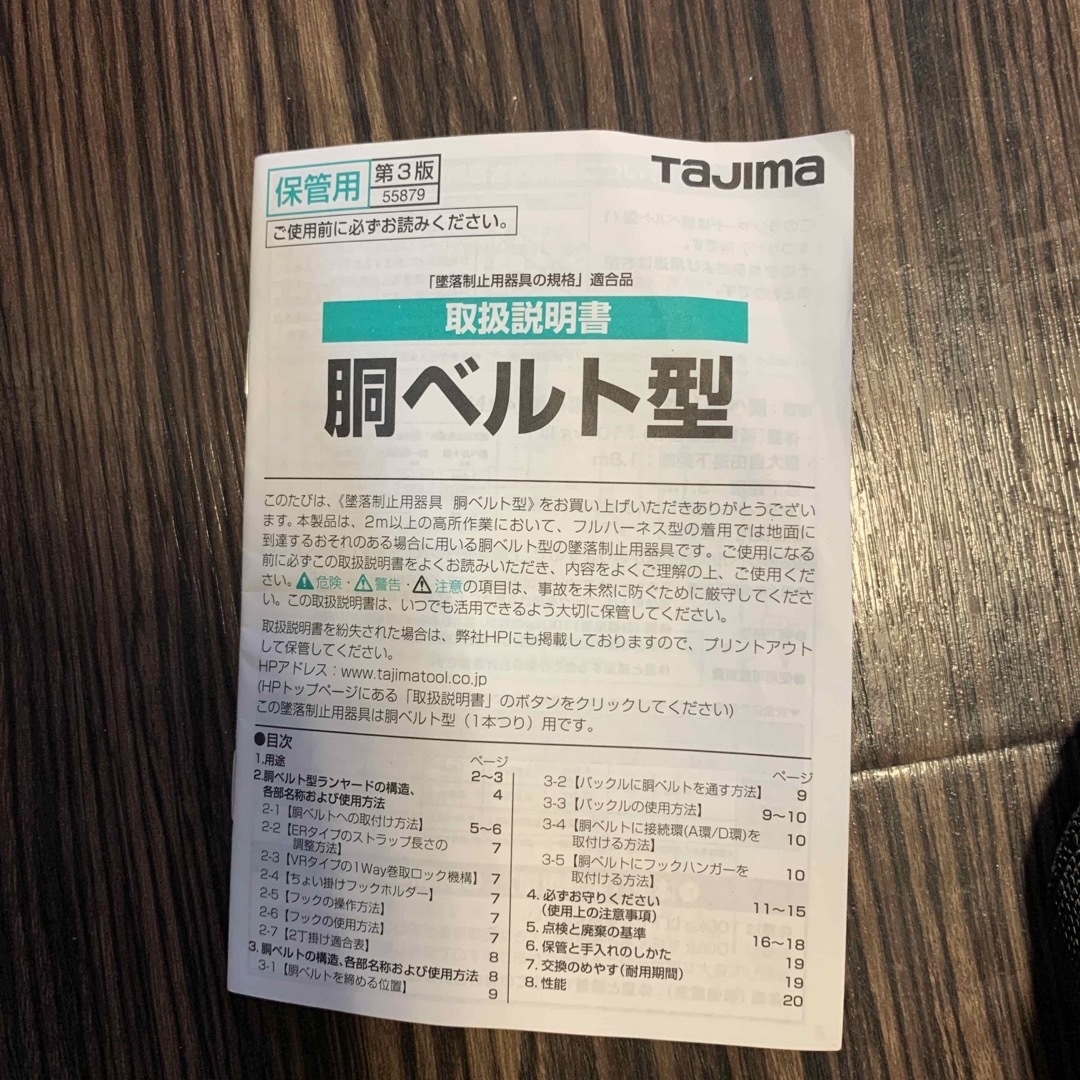 保管用
第3版
55879
TaJIma
ご使用前に必ずお読みください。
「墜落制止用器具の規格」適合品
取扱説明書
胴ベルト型
このたびは、《墜落制止用器具 胴ベルト型》をお買い上げいただきありがとうござい
ます。本製品は、2m以上の高所作業において、フルハーネス型の着用では地面に
到達するおそれのある場合に用いる胴ベルト型の墜落制止用器具です。ご使用になる
前に必ずこの取扱説明書をよくお読みいただき、内容をよくご理解の上、ご使用くだ
さい。危険・警告・注意の項目は、事故を未然に防ぐために厳守してくださ
い。この取扱説明書は、いつでも活用できるよう大切に保管してください。
取扱説明書を紛失された場合は、弊社HPにも掲載しておりますので、プリントアウト
して保管してください。
HPアドレス：www.tajimatool.co.jp
(HPトップページにある「取扱説明書」のボタンをクリックしてください)
この墜落制止用器具は胴ベルト型（1本つり）用です。
●目次
ページ
1.用途 2〜3
2.胴ベルト型ランヤードの構造、 4
各部名称および使用方法
2-1【胴ベルトへの取付け方法】 5〜6
2-2【ERタイプのストラップ長さの 7
調整方法】
2-3【VRタイプの1Way巻取ロック機構】 7
2-4【ちょい掛けフックホルダー】 7
2-5【フックの操作方法】 7
2-6【フックの使用方法】 7
2-7【2丁掛け適合表】 8
3.胴ベルトの構造、各部名称および使用方法 8
3-1【胴ベルトを締める位置】 9
ページ
3-2【バックルに胴ベルトを通す方法】 9
3-3【バックルの使用方法】 9〜10
3-4【胴ベルトに接続環(A環/D環)を 10
取付ける方法】
3-5【胴ベルトにフックハンガーを 10
取付ける方法】
4. 必ずお守りください 11〜15
(使用上の注意事項)
5. 点検と廃棄の基準 16〜18
6. 保管と手入れのしかた 19
7. 交換のめやす(耐用期間) 19
8. 性能 20